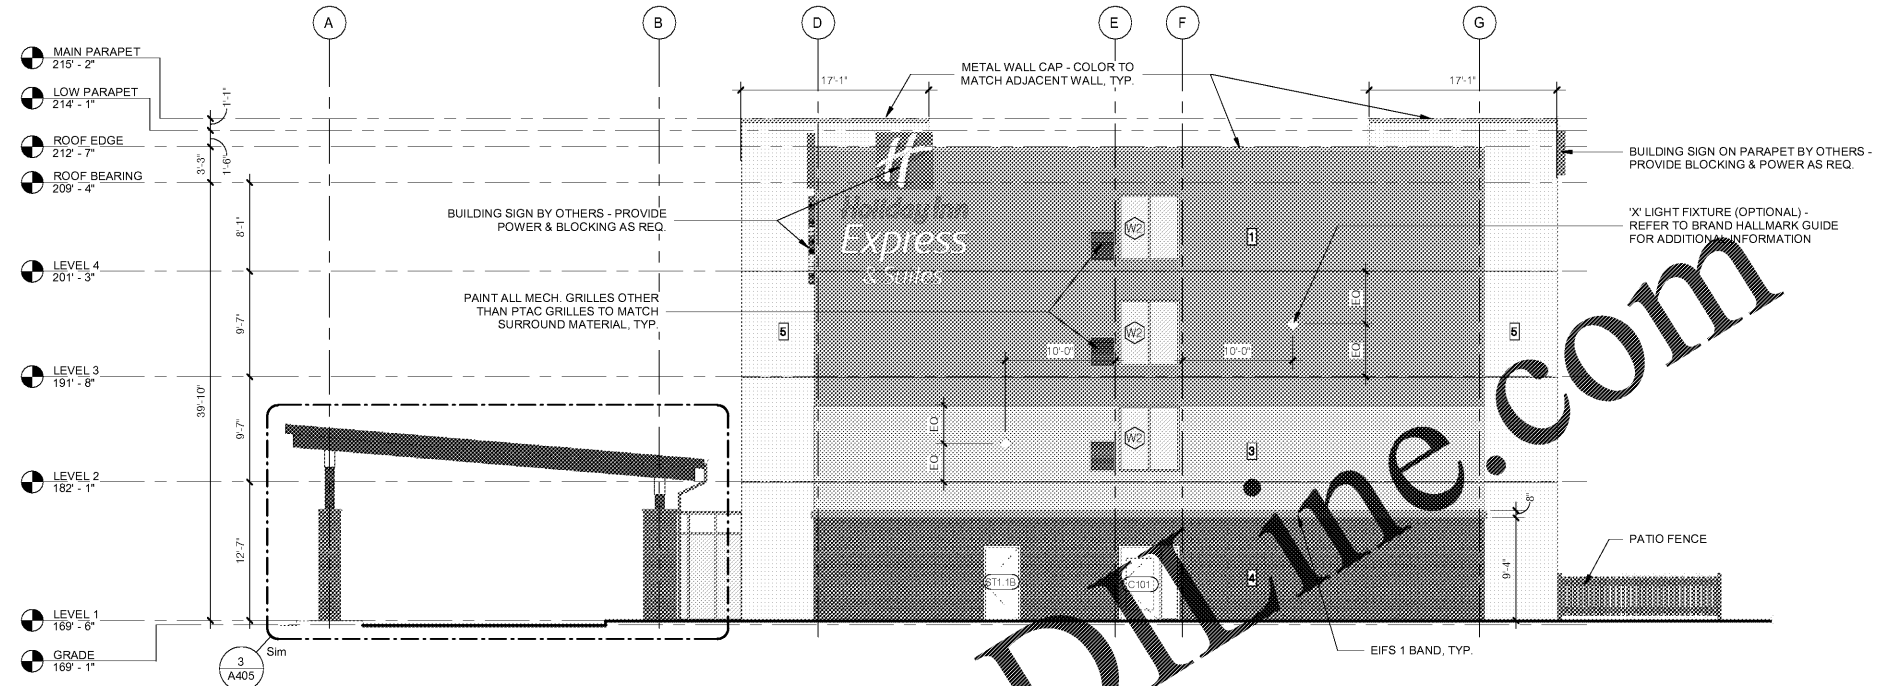 A
B
D
E
F
G
MAIN PARAPET
215' - 2"
LOW PARAPET
214' - 1"
ROOF EDGE
212' - 7"
ROOF BEARING
209' - 4"
LEVEL 4
201' - 3"
LEVEL 3
191' - 8"
LEVEL 2
182' - 1"
LEVEL 1
169' - 6"
GRADE
169' - 1"
1'-1"
3'-3"
1'-6"
39'-10"
8'-1"
9'-7"
9'-7"
12'-7"
17'-1"
METAL WALL CAP - COLOR TO
MATCH ADJACENT WALL, TYP.
17'-1"
BUILDING SIGN ON PARAPET BY OTHERS -
PROVIDE BLOCKING & POWER AS REQ.
BUILDING SIGN BY OTHERS - PROVIDE
POWER & BLOCKING AS REQ.
'X' LIGHT FIXTURE (OPTIONAL) -
REFER TO BRAND HALLMARK GUIDE
FOR ADDITIONAL INFORMATION
H
Holiday Inn
Express
& Suites
PAINT ALL MECH. GRILLES OTHER
THAN PTAC GRILLES TO MATCH
SURROUND MATERIAL, TYP.
W2
W2
W2
1
5
5
3
4
10'-0"
10'-0"
EQ.
EQ.
EQ.
EQ.
8"
9'-4"
ST1.1B
C101
PATIO FENCE
EIFS 1 BAND, TYP.
3
A405
Sim
DILine.com